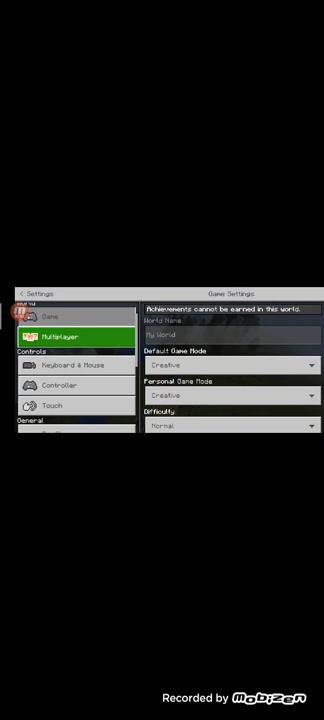 < Settings
Game Settings
World
Game
Multiplayer
Controls
Keyboard & Mouse
Controller
Touch
General
Achievements cannot be earned in this world.
World Name
My World
Default Game Mode
Creative
Personal Game Mode
Creative
Difficulty
Normal
Recorded by Mobizen